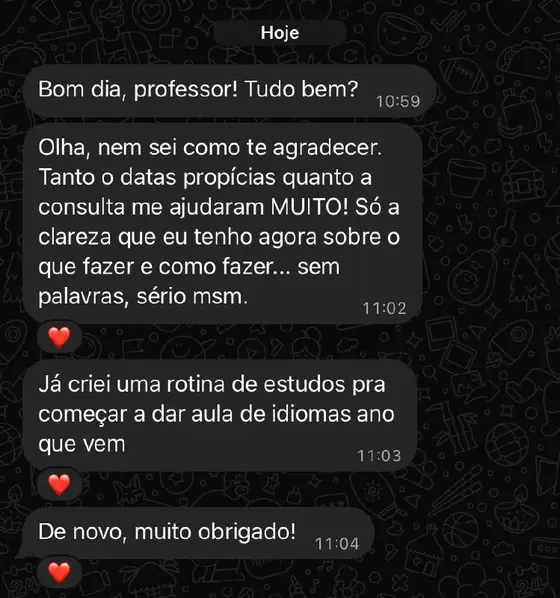 Hoje
Bom dia, professor! Tudo bem?
10:59
Olha, nem sei como te agradecer.
Tanto o datas propícias quanto a
consulta me ajudaram MUITO! Só a
clareza que eu tenho agora sobre o
que fazer e como fazer... sem
palavras, sério msm.
11:02
Já criei uma rotina de estudos pra
começar a dar aula de idiomas ano
que vem
11:03
De novo, muito obrigado!
11:04